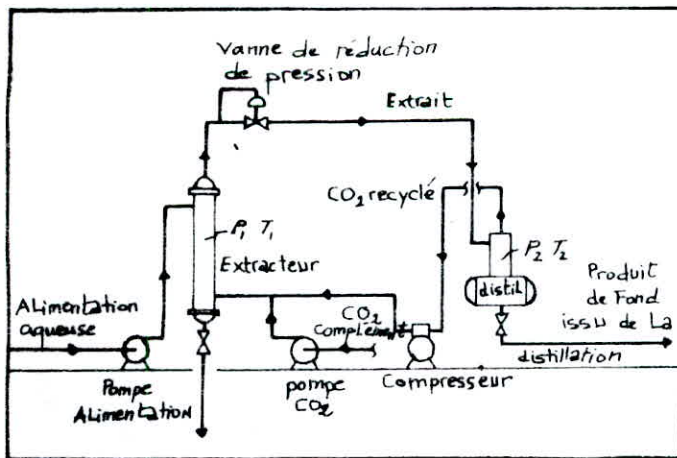 Vanne de réduction
de pression
Extrait
CO2 recyclé
P1 T1
Extracteur
P2 T2
distil
Produit
de Fond
issu de La
distillation
Alimentation
aqueuse
CO2
complément
Pompe
Alimentation
pompe
CO2
Compresseur